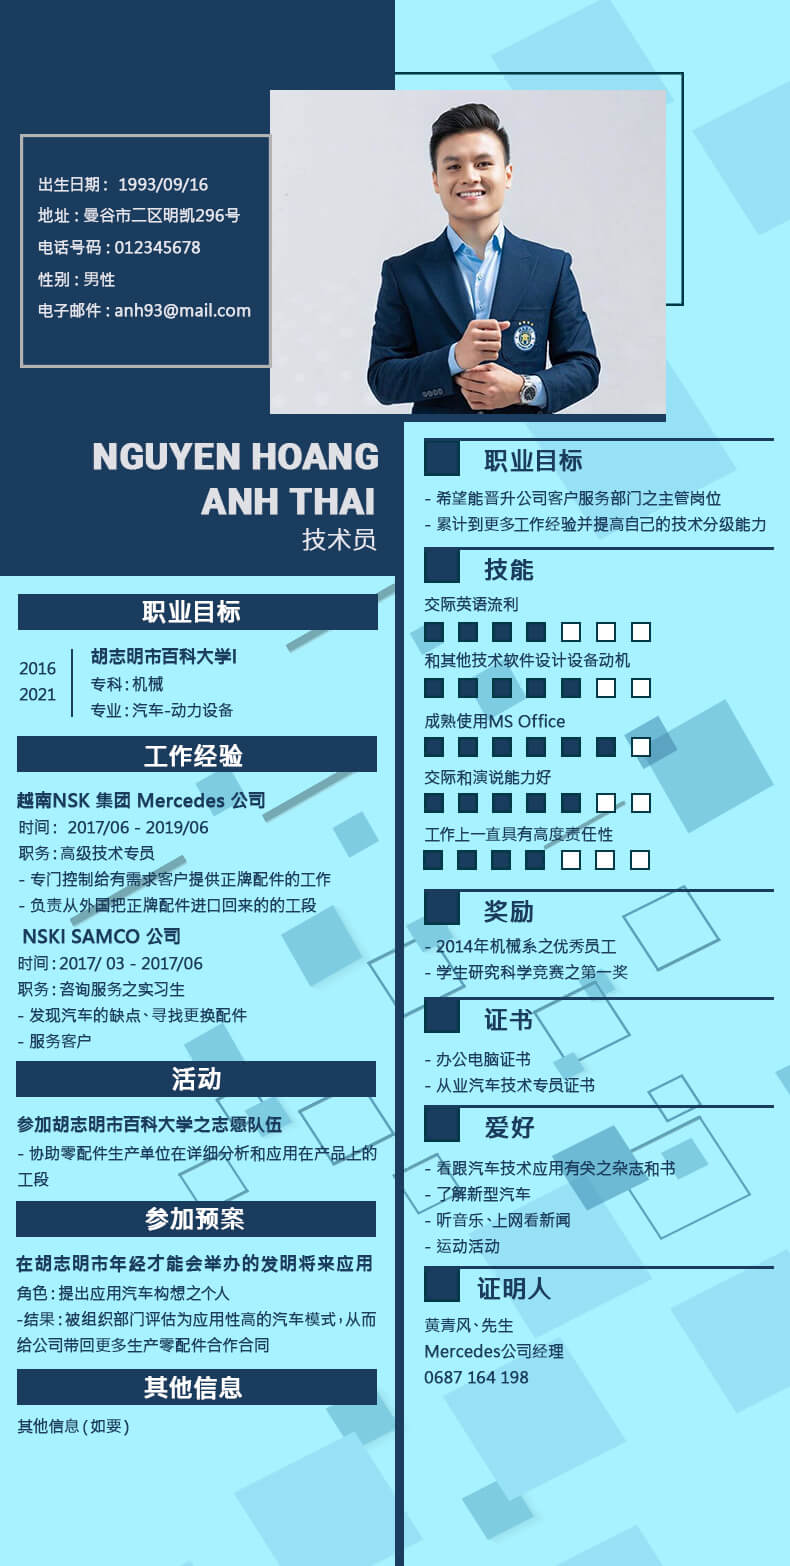 出生日期： 1993/09/16
地址 : 曼谷市二区明凯296号
电话号码 : 012345678
性别 : 男性
电子邮件 : anh93@mail.com
NGUYEN HOANG
ANH THAI
技术员
职业目标
2016
2021
胡志明市百科大学I
专科 : 机械
专业 : 汽车-动力设备
工作经验
越南NSK 集团 Mercedes 公司
时间： 2017/06 - 2019/06
职务 : 高级技术专员
- 专门控制给有需求客户提供正牌配件的工作
- 负责从外国把正牌配件进口回来的的工段
NSKI SAMCO 公司
时间 : 2017/ 03 - 2017/06
职务 : 咨询服务之实习生
- 发现汽车的缺点、寻找更换配件
- 服务客户
活动
参加胡志明市百科大学之志愿队伍
- 协助零配件生产单位在详细分析和应用在产品上的
工段
参加预案
在胡志明市年经才能会举办的发明将来应用
角色 : 提出应用汽车构想之个人
-结果 : 被组织部门评估为应用性高的汽车模式，从而
给公司带回更多生产零配件合作合同
其他信息
其他信息 ( 如要 )
职业目标
- 希望能晋升公司客户服务部门之主管岗位
- 累计到更多工作经验并提高自己的技术分级能力
技能
交际英语流利
和其他技术软件设计设备动机
成熟使用MS Office
交际和演说能力好
工作上一直具有高度责任性
奖励
- 2014年机械系之优秀员工
- 学生研究科学竞赛之第一奖
证书
- 办公电脑证书
- 从业汽车技术专员证书
爱好
- 看跟汽车技术应用有关之杂志和书
- 了解新型汽车
- 听音乐、上网看新闻
- 运动活动
证明人
黄青风、先生
Mercedes公司经理
0687 164 198